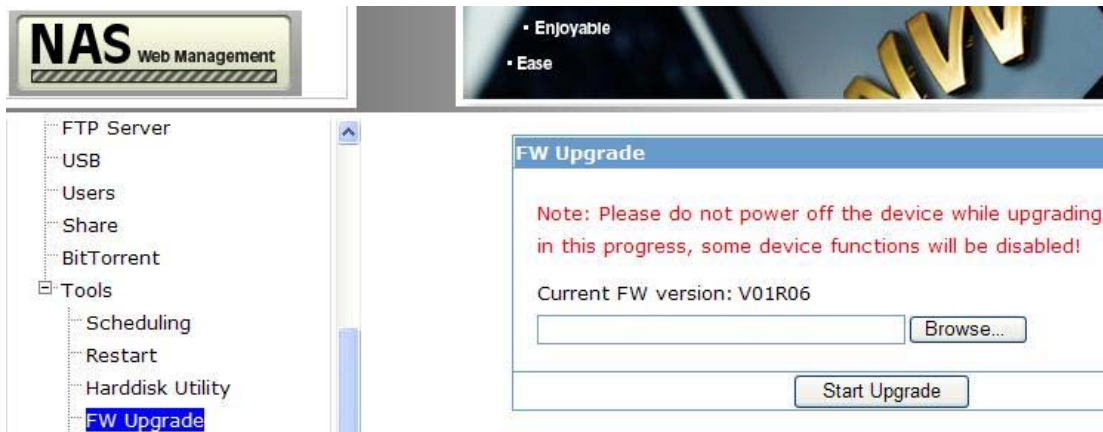 NAS Web Management
▪ Enjoyable
▪ Ease
FTP Server
USB
Users
Share
BitTorrent
Tools
Scheduling
Restart
Harddisk Utility
FW Upgrade
FW Upgrade
Note: Please do not power off the device while upgrading
in this progress, some device functions will be disabled!
Current FW version: V01R06
Browse...
Start Upgrade